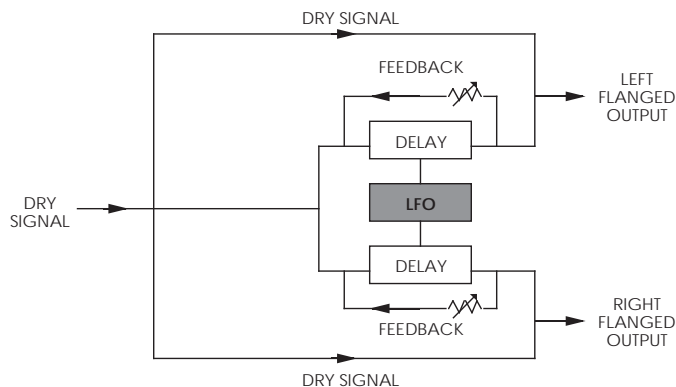 DRY SIGNAL
FEEDBACK
LEFT
FLANGED
OUTPUT
DELAY
DRY
SIGNAL
LFO
DELAY
FEEDBACK
RIGHT
FLANGED
OUTPUT
DRY SIGNAL